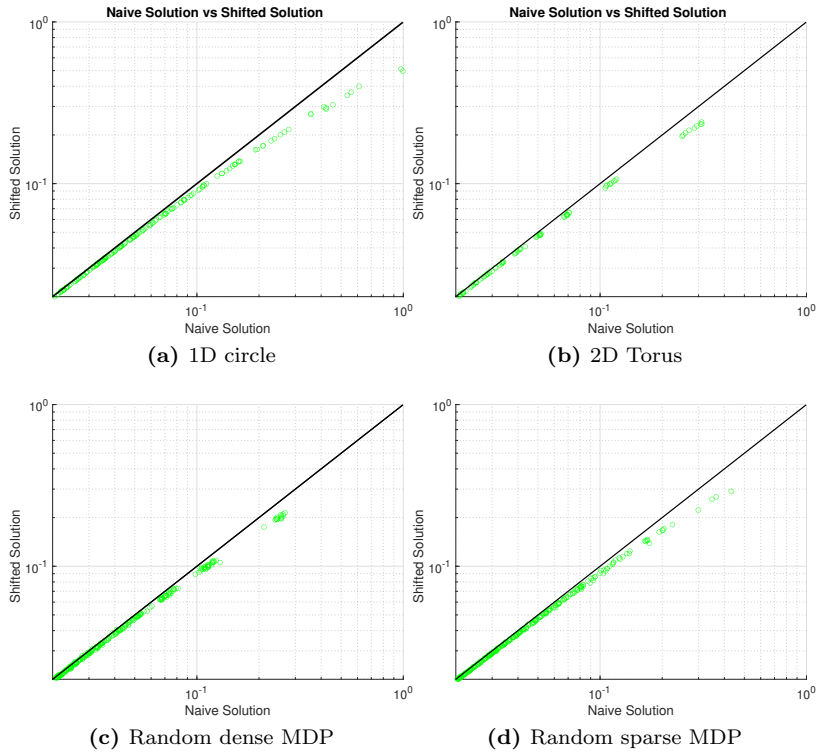 Naive Solution vs Shifted Solution
10^0
10^-1
Shifted Solution
10^-1
10^0
Naive Solution
(a) 1D circle
Naive Solution vs Shifted Solution
10^0
10^-1
Shifted Solution
10^-1
10^0
Naive Solution
(b) 2D Torus
10^0
10^-1
Shifted Solution
10^-1
10^0
Naive Solution
(c) Random dense MDP
10^0
10^-1
Shifted Solution
10^-1
10^0
Naive Solution
(d) Random sparse MDP